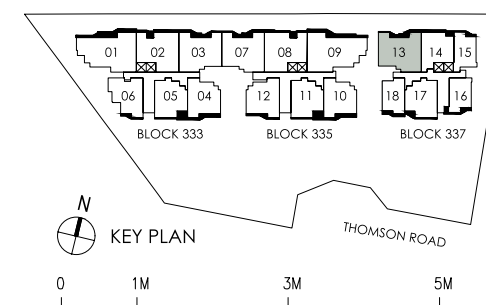 01 02 03 07 08 09 13 14 15
06 05 04 12 11 10 18 17 16
BLOCK 333 BLOCK 335 BLOCK 337
THOMSON ROAD
N
KEY PLAN
0 1M 3M 5M